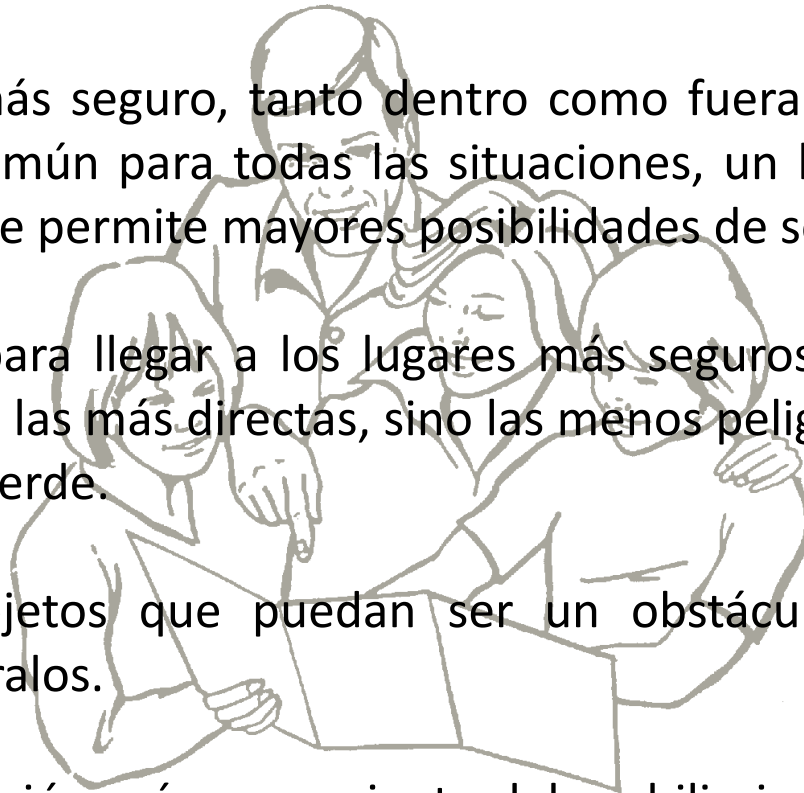 más seguro, tanto dentro como fuera
mún para todas las situaciones, un
e permite mayores posibilidades de s
para llegar a los lugares más seguros
las más directas, sino las menos pelig
erde.
jetos que puedan ser un obstácu
ralos.